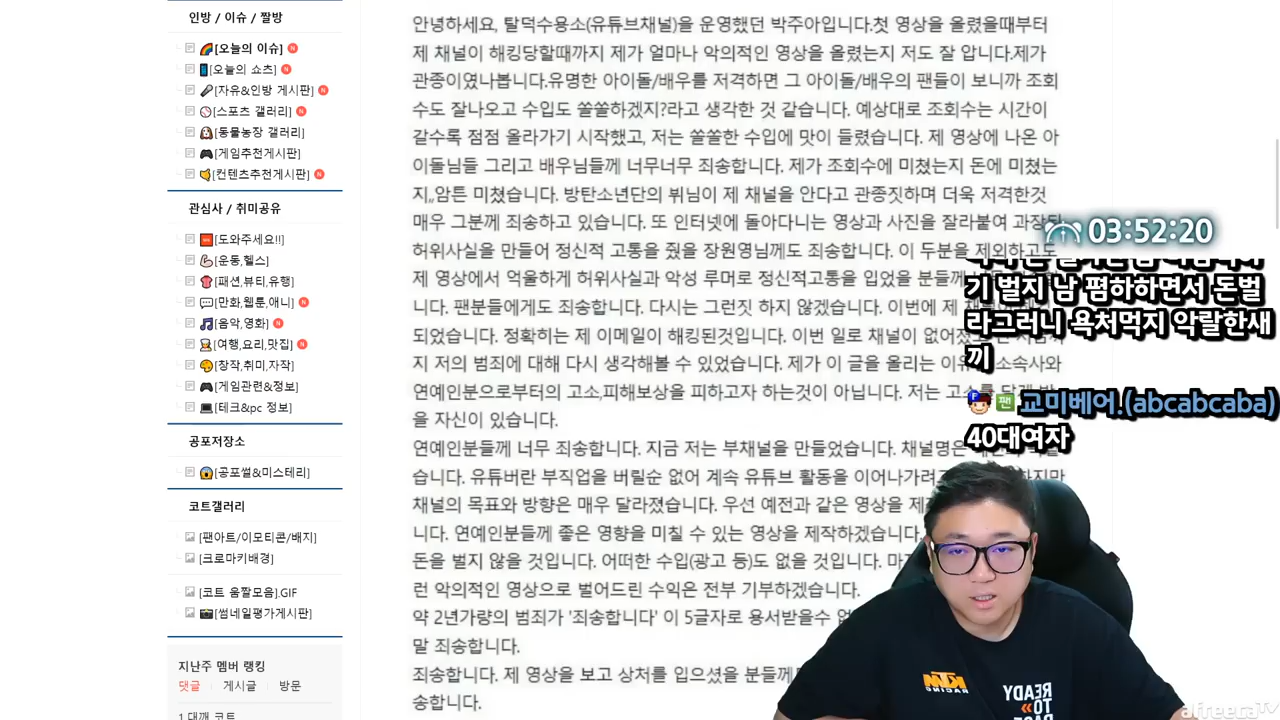 인방 / 이슈 / 짤방
[오늘의 이슈] N
[오늘의 쇼츠] N
[자유&인방 게시판] N
[스포츠 갤러리] N
[동물농장 갤러리]
[게임추천게시판]
[컨텐츠추천게시판] N
관심사 / 취미공유
[도와주세요!!]
[운동,헬스]
[패션,뷰티,유행]
[만화,웹툰,애니] N
[음악,영화] N
[여행,요리,맛집] N
[창작,취미,자작]
[게임관련&정보]
[테크&pc 정보]
공포저장소
[공포썰&미스테리]
코트갤러리
[팬아트/이모티콘/배지]
[크로마키배경]
[코트 움짤모음].GIF
[썸네일평가게시판]
지난주 멤버 랭킹
댓글 게시글 방문
1 대깨 코트
안녕하세요, 탈덕수용소(유튜브채널)을 운영했던 박주아입니다.첫 영상을 올렸을때부터
제 채널이 해킹당할때까지 제가 얼마나 악의적인 영상을 올렸는지 저도 잘 압니다.제가
관종이였나봅니다.유명한 아이돌/배우를 저격하면 그 아이돌/배우의 팬들이 보니까 조회
수도 잘나오고 수입도 쏠쏠하겠지?라고 생각한 것 같습니다. 예상대로 조회수는 시간이
갈수록 점점 올라가기 시작했고, 저는 쏠쏠한 수입에 맛이 들렸습니다. 제 영상에 나온 아
이돌님들 그리고 배우님들께 너무너무 죄송합니다. 제가 조회수에 미쳤는지 돈에 미쳤는
지,,암튼 미쳤습니다. 방탄소년단의 뷔님이 제 채널을 안다고 관종짓하며 더욱 저격한것
매우 그분께 죄송하고 있습니다. 또 인터넷에 돌아다니는 영상과 사진을 잘라붙여 과장된
허위사실을 만들어 정신적 고통을 줬을 장원영님께도 죄송합니다. 이 두분을 제외하고도
제 영상에서 억울하게 허위사실과 악성 루머로 정신적고통을 입었을 분들께
니다. 팬분들에게도 죄송합니다. 다시는 그런짓 하지 않겠습니다. 이번에 제
되었습니다. 정확히는 제 이메일이 해킹된것입니다. 이번 일로 채널이
지 저의 범죄에 대해 다시 생각해볼 수 있었습니다. 제가 이 글을 올리는 소속사와
연예인분으로부터의 고소,피해보상을 피하고자 하는것이 아닙니다. 저는
을 자신이 있습니다.
연예인분들께 너무 죄송합니다. 지금 저는 부채널을 만들었습니다. 채널명은
습니다. 유튜버란 부직업을 버릴순 없어 계속 유튜브 활동을 하지만
채널의 목표와 방향은 매우 달라졌습니다. 우선 예전과 같은 영상을
니다. 연예인분들께 좋은 영향을 미칠 수 있는 영상을 제작하겠습니다.
돈을 벌지 않을 것입니다. 어떠한 수입(광고 등)도 없을 것입니다.
런 악의적인 영상으로 벌어드린 수익은 전부 기부하겠습니다.
약 2년가량의 범죄가 '죄송합니다' 이 5글자로 용서받을수
말 죄송합니다.
죄송합니다. 제 영상을 보고 상처를 입으셨을 분들께
송합니다.
03:52:20
기 벌지 남 폄하하면서 돈벌
라그러니 욕처먹지 악랄한새
끼
F 팬 교미베어.(abcabcaba)
40대여자
KTM
RACING
READY
TO
RACE
afreecaTV